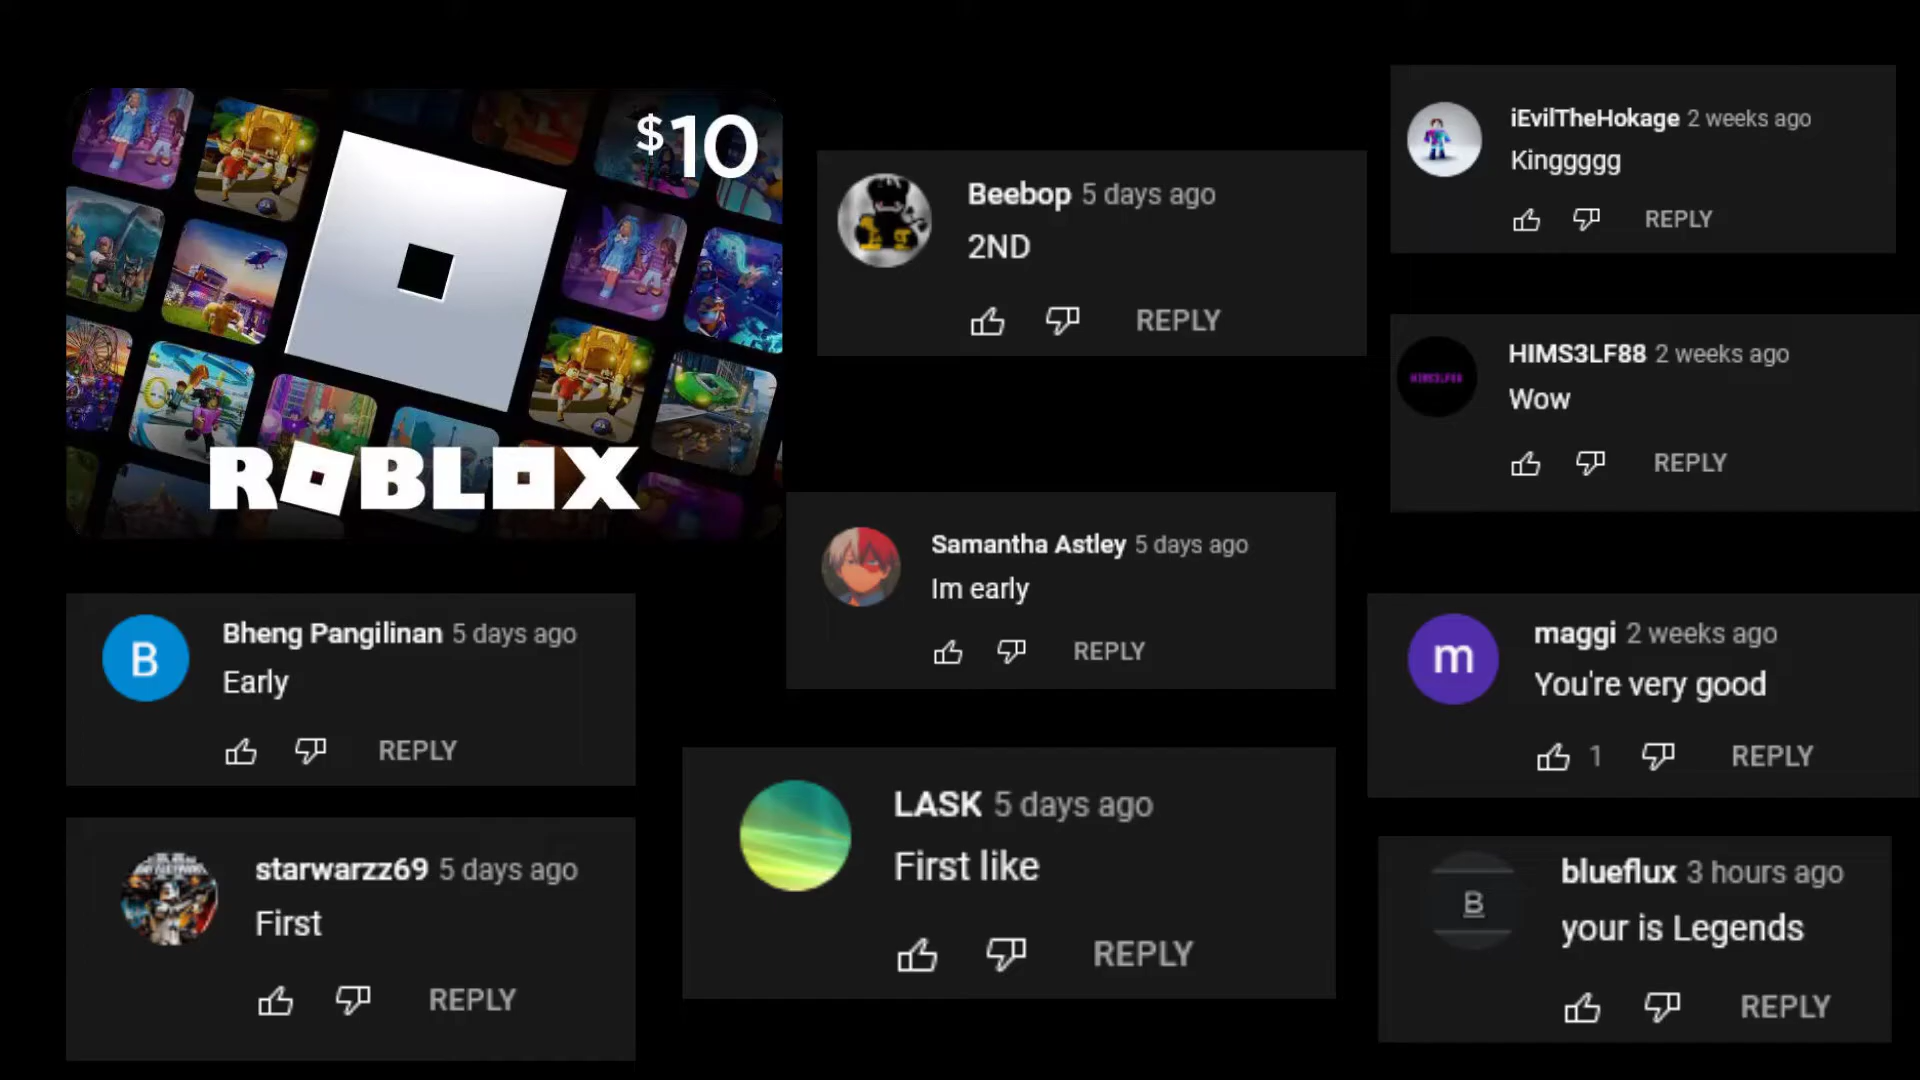 $10
ROBLOX
Bheng Pangilinan 5 days ago
Early
REPLY
starwarzz69 5 days ago
First
REPLY
Beebop 5 days ago
2ND
REPLY
Samantha Astley 5 days ago
Im early
REPLY
LASK 5 days ago
First like
REPLY
iEvilTheHokage 2 weeks ago
Kinggggg
REPLY
HIMS3LF88
HIMS3LF88 2 weeks ago
Wow
REPLY
m
maggi 2 weeks ago
You're very good
1 REPLY
B
blueflux 3 hours ago
your is Legends
REPLY
B